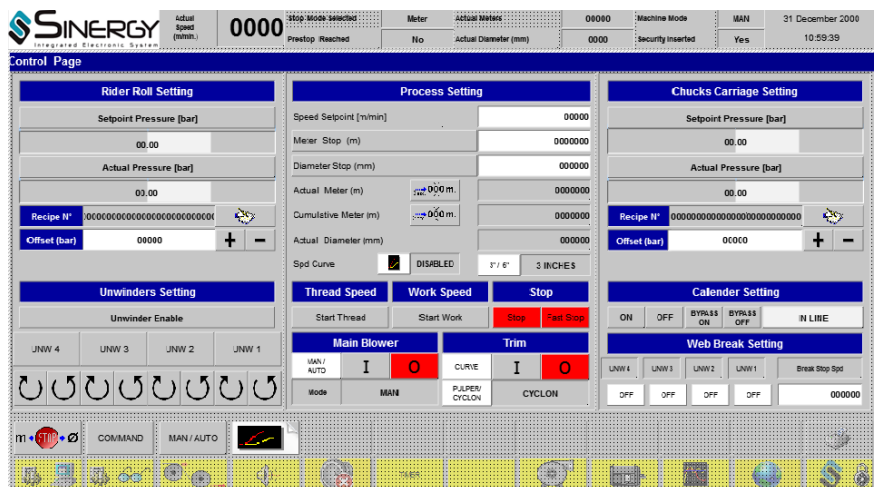 SINERGY
Integrated Electronic System
Actual Speed (m/min.)
0000
Stop Mode Selected Meter Actual Meters 00000 Machine Mode MAN 31 December 2000
Prestop Reached No Actual Diameter (mm) 0000 Security Inserted Yes 10:59:39
Control Page
Rider Roll Setting
Setpoint Pressure [bar]
00.00
Actual Pressure [bar]
00.00
Recipe N°
Offset (bar) 00000 + −
Unwinders Setting
Unwinder Enable
UNW 4 UNW 3 UNW 2 UNW 1
Process Setting
Speed Setpoint [m/min] 00000
Meter Stop (m) 0000000
Diameter Stop (mm) 000000
Actual Meter (m) 000 m. 0000000
Cumulative Meter (m) 000 m. 0000000
Actual Diameter (mm) 000000
Spd Curve DISABLED 3"/ 6" 3 INCHES
Thread Speed Work Speed Stop
Start Thread Start Work Stop Fast Stop
Main Blower Trim
MAN / AUTO I O CURVE I O
Mode MAN PULPER/ CYCLON CYCLON
Chucks Carriage Setting
Setpoint Pressure [bar]
00.00
Actual Pressure [bar]
00.00
Recipe N°
Offset (bar) 00000 + −
Calender Setting
ON OFF BYPASS ON BYPASS OFF IN LINE
Web Break Setting
UNW 4 UNW 3 UNW 2 UNW 1 Break Stop Spd
OFF OFF OFF OFF 000000
m • STOP • Ø COMMAND MAN / AUTO
TIMER